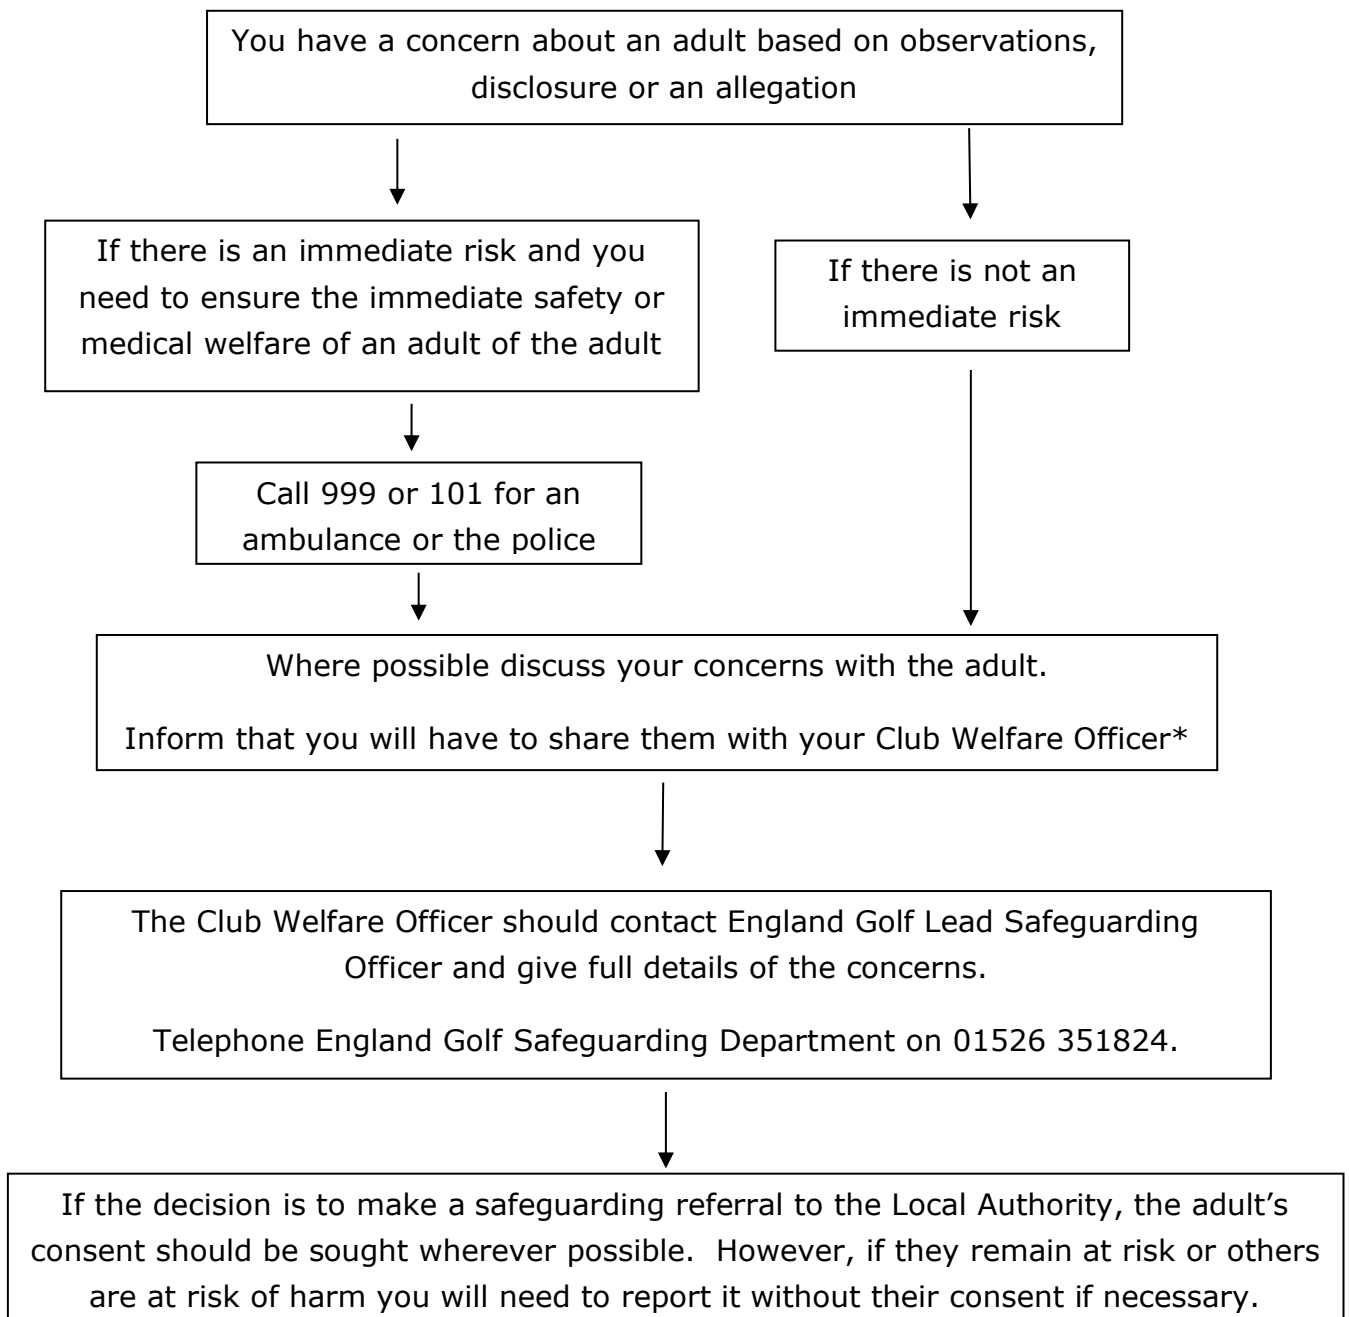 You have a concern about an adult based on observations,
disclosure or an allegation
If there is an immediate risk and you
need to ensure the immediate safety or
medical welfare of an adult of the adult
If there is not an
immediate risk
Call 999 or 101 for an
ambulance or the police
Where possible discuss your concerns with the adult.
Inform that you will have to share them with your Club Welfare Officer*
The Club Welfare Officer should contact England Golf Lead Safeguarding
Officer and give full details of the concerns.
Telephone England Golf Safeguarding Department on 01526 351824.
If the decision is to make a safeguarding referral to the Local Authority, the adult’s
consent should be sought wherever possible.  However, if they remain at risk or others
are at risk of harm you will need to report it without their consent if necessary.